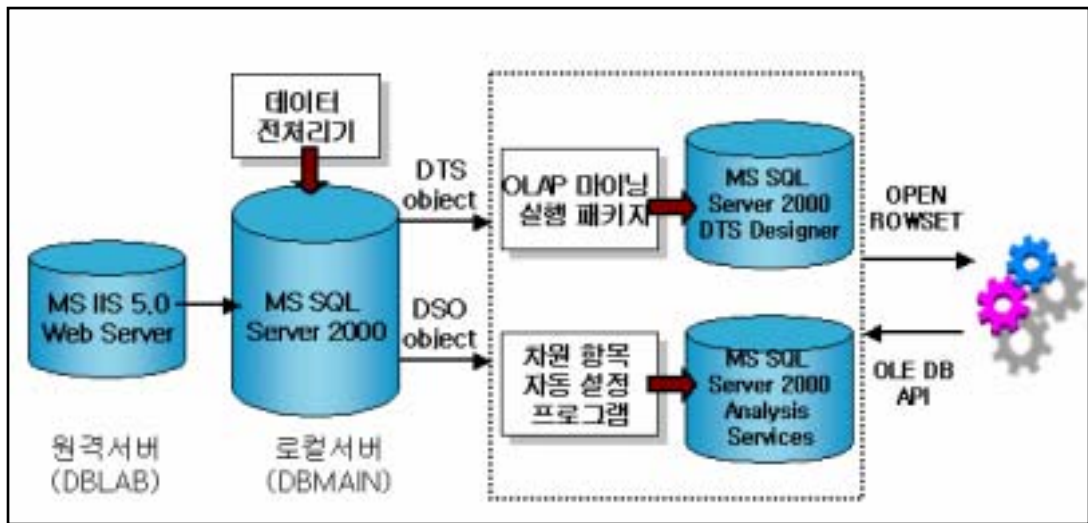 데이터
전처리기
MS IIS 5.0
Web Server
원격서버
(DBLAB)
MS SQL
Server 2000
로컬서버
(DBMAIN)
DTS
object
DSO
object
OLAP 마이닝
실행 패키지
MS SQL
Server 2000
DTS Designer
차원 항목
자동 설정
프로그램
MS SQL
Server 2000
Analysis
Services
OPEN
ROWSET
OLE DB
API